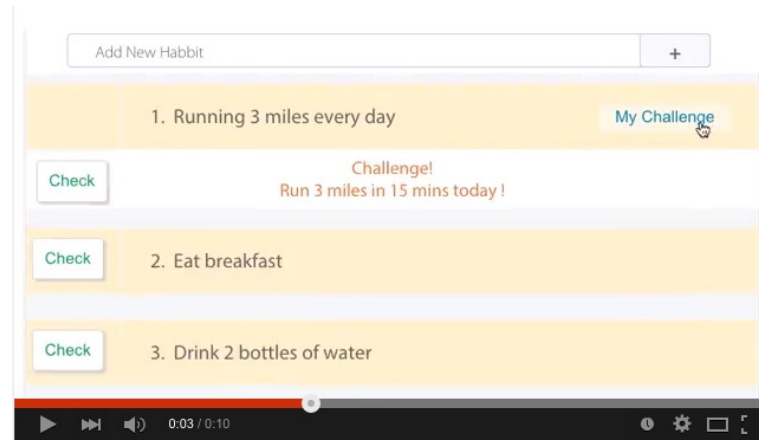 Add New Habbit +
1. Running 3 miles every day My Challenge
Challenge!
Check
Run 3 miles in 15 mins today !
Check 2. Eat breakfast
Check 3. Drink 2 bottles of water
0:03 / 0:10